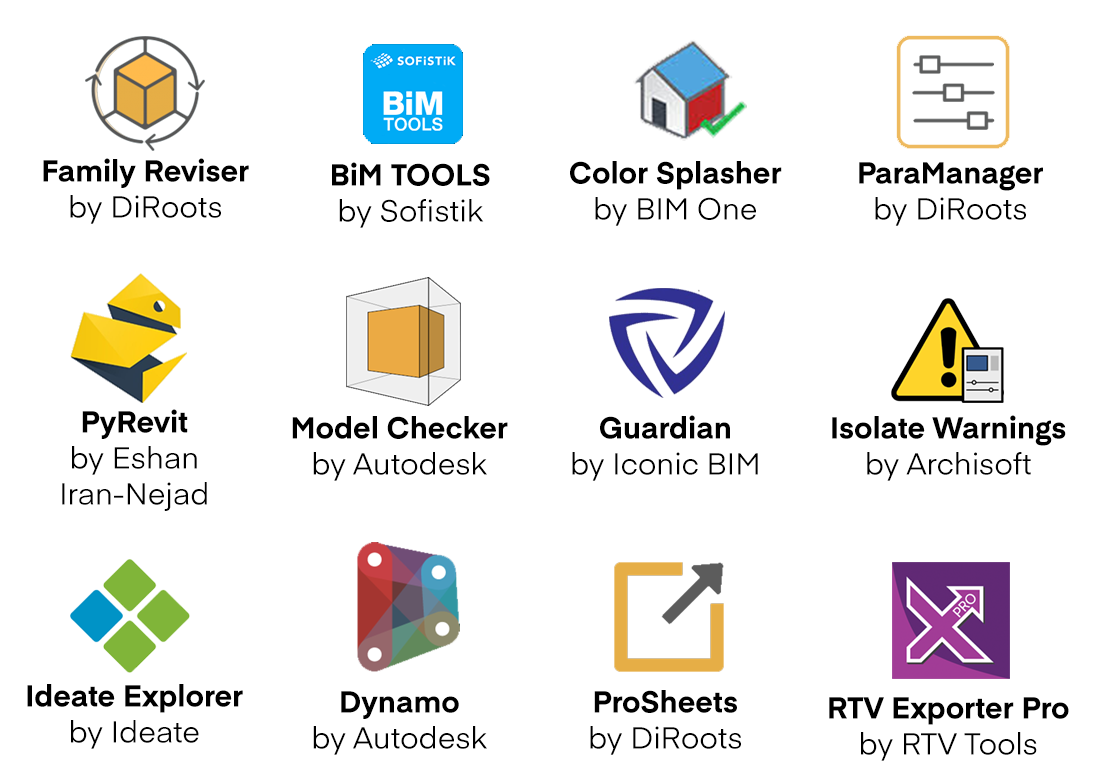 SOFiSTiK
BiM
TOOLS
Family Reviser
by DiRoots
BiM TOOLS
by Sofistik
Color Splasher
by BIM One
ParaManager
by DiRoots
PyRevit
by Eshan
Iran-Nejad
Model Checker
by Autodesk
Guardian
by Iconic BIM
Isolate Warnings
by Archisoft
PRO
Ideate Explorer
by Ideate
Dynamo
by Autodesk
ProSheets
by DiRoots
RTV Exporter Pro
by RTV Tools